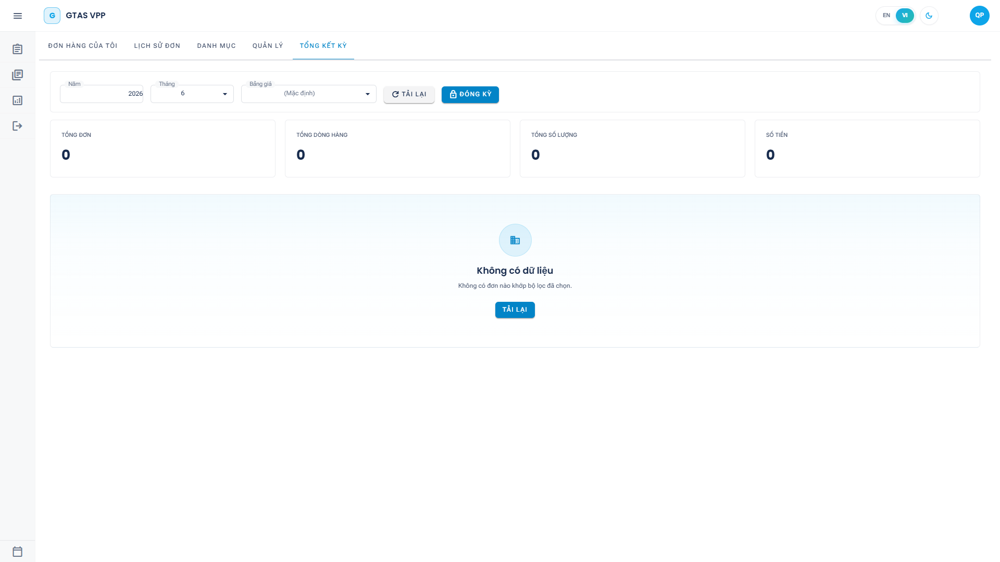 G GTAS VPP EN VI QP
ĐƠN HÀNG CỦA TÔI LỊCH SỬ ĐƠN DANH MỤC QUẢN LÝ TỔNG KẾT KỲ
Năm Tháng Bảng giá
2026 6 (Mặc định) TẢI LẠI ĐÓNG KỲ
TỔNG ĐƠN TỔNG DÒNG HÀNG TỔNG SỐ LƯỢNG SỐ TIỀN
0 0 0 0
Không có dữ liệu
Không có đơn nào khớp bộ lọc đã chọn.
TẢI LẠI